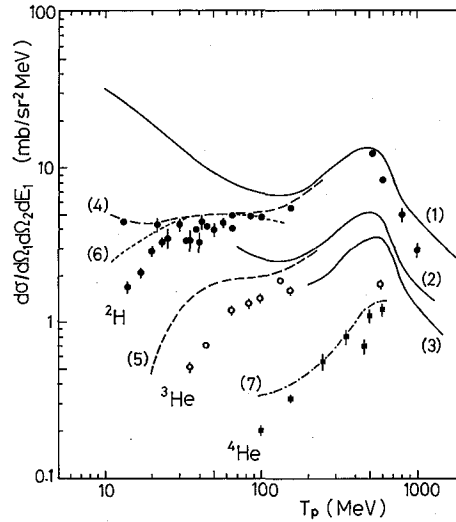 dσ/dΩ₁dΩ₂dE₁ (mb/sr² MeV)
100
10
1
0.1
(4)
(6)
(1)
(2)
(3)
²H
(5)
³He
(7)
⁴He
10
100
1000
Tₚ (MeV)